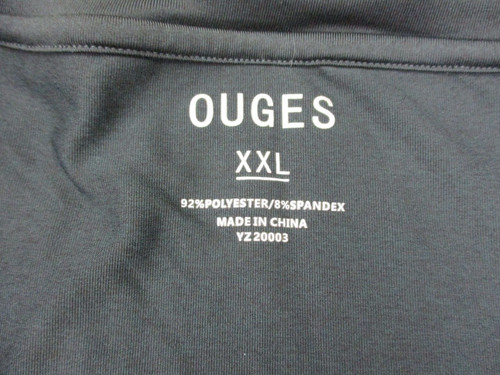 OUGES
XXL
92%POLYESTER/8%SPANDEX
MADE IN CHINA
YZ20003